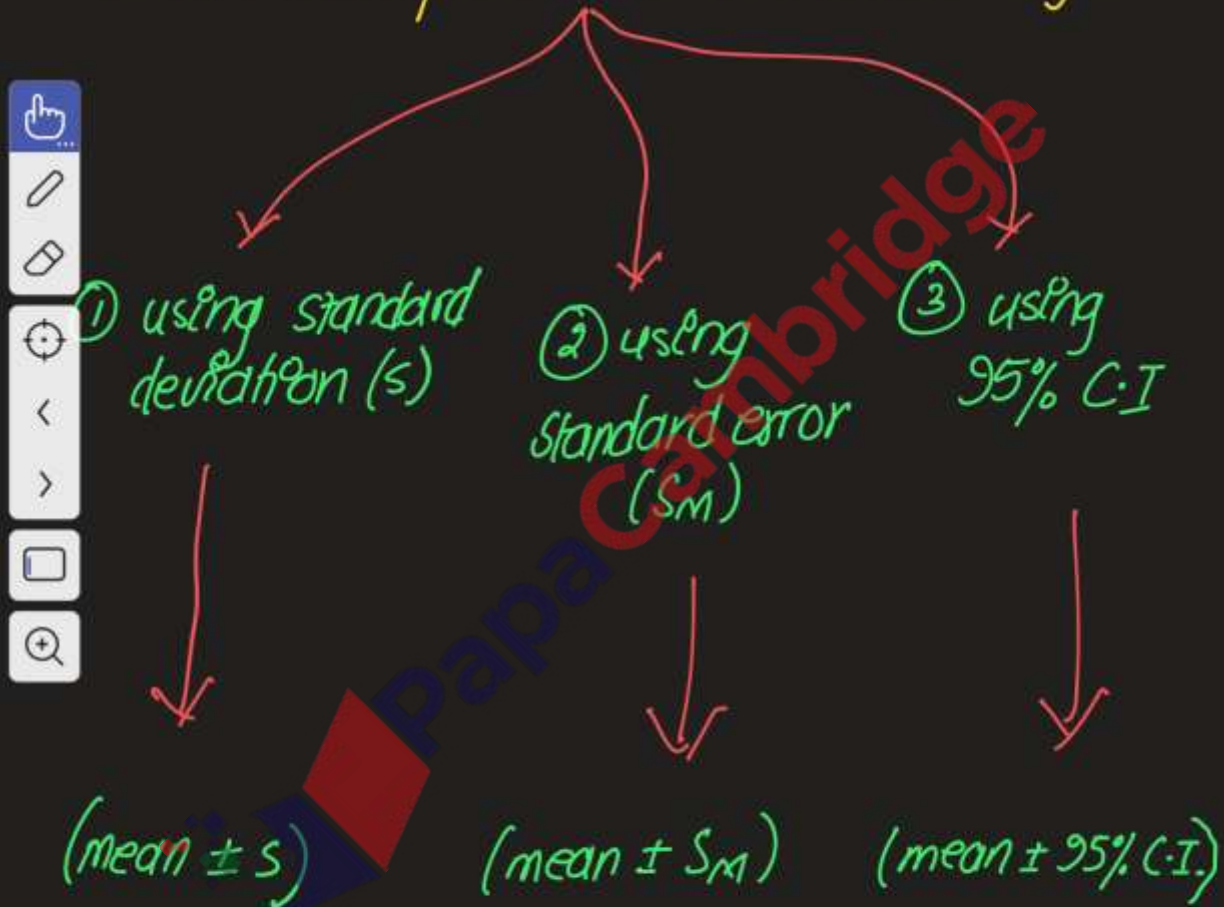 ① using standard
deviation (s)
② using
standard error
(SM)
③ using
95% C.I
(mean ± s)
(mean ± SM)
(mean ± 95% C.I.)
PapaCambridge